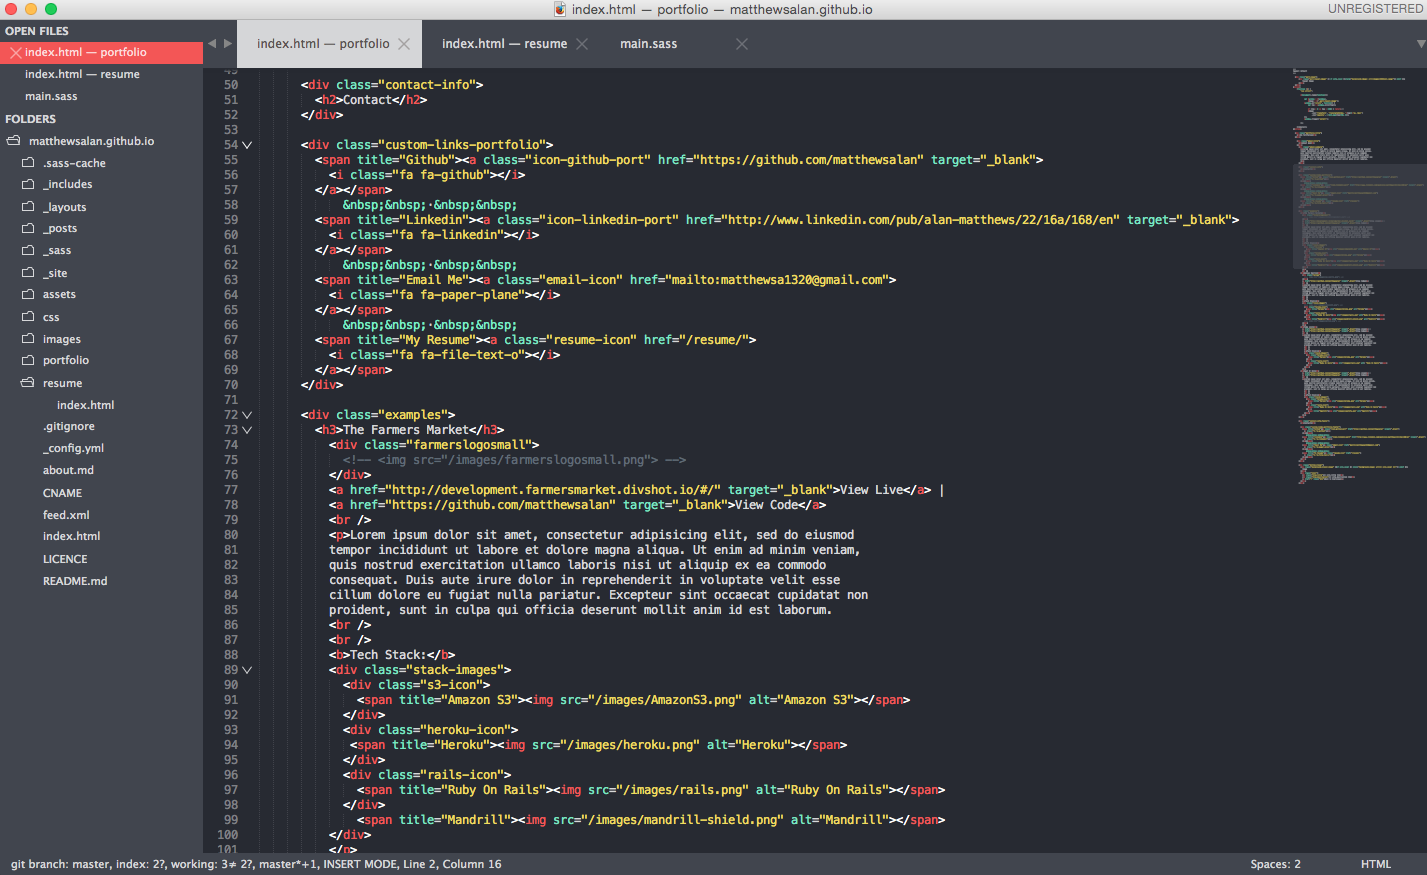 index.html — portfolio — matthewsalan.github.io
UNREGISTERED
OPEN FILES
index.html — portfolio
index.html — resume
main.sass
FOLDERS
matthewsalan.github.io
.sass-cache
_includes
_layouts
_posts
_sass
_site
assets
css
images
portfolio
resume
index.html
.gitignore
_config.yml
about.md
CNAME
feed.xml
index.html
LICENCE
README.md
index.html — portfolio
index.html — resume
main.sass
49
50 <div class="contact-info">
51 <h2>Contact</h2>
52 </div>
53
54 <div class="custom-links-portfolio">
55 <span title="Github"><a class="icon-github-port" href="https://github.com/matthewsalan" target="_blank">
56 <i class="fa fa-github"></i>
57 </a></span>
58 &nbsp;&nbsp;·&nbsp;&nbsp;
59 <span title="Linkedin"><a class="icon-linkedin-port" href="http://www.linkedin.com/pub/alan-matthews/22/16a/168/en" target="_blank">
60 <i class="fa fa-linkedin"></i>
61 </a></span>
62 &nbsp;&nbsp;·&nbsp;&nbsp;
63 <span title="Email Me"><a class="email-icon" href="mailto:matthewsa1320@gmail.com">
64 <i class="fa fa-paper-plane"></i>
65 </a></span>
66 &nbsp;&nbsp;·&nbsp;&nbsp;
67 <span title="My Resume"><a class="resume-icon" href="/resume/">
68 <i class="fa fa-file-text-o"></i>
69 </a></span>
70 </div>
71
72 <div class="examples">
73 <h3>The Farmers Market</h3>
74 <div class="farmerslogosmall">
75 <!-- <img src="/images/farmerslogosmall.png"> -->
76 </div>
77 <a href="http://development.farmersmarket.divshot.io/#/" target="_blank">View Live</a> |
78 <a href="https://github.com/matthewsalan" target="_blank">View Code</a>
79 <br />
80 <p>Lorem ipsum dolor sit amet, consectetur adipisicing elit, sed do eiusmod
81 tempor incididunt ut labore et dolore magna aliqua. Ut enim ad minim veniam,
82 quis nostrud exercitation ullamco laboris nisi ut aliquip ex ea commodo
83 consequat. Duis aute irure dolor in reprehenderit in voluptate velit esse
84 cillum dolore eu fugiat nulla pariatur. Excepteur sint occaecat cupidatat non
85 proident, sunt in culpa qui officia deserunt mollit anim id est laborum.
86 <br />
87 <br />
88 <b>Tech Stack:</b>
89 <div class="stack-images">
90 <div class="s3-icon">
91 <span title="Amazon S3"><img src="/images/AmazonS3.png" alt="Amazon S3"></span>
92 </div>
93 <div class="heroku-icon">
94 <span title="Heroku"><img src="/images/heroku.png" alt="Heroku"></span>
95 </div>
96 <div class="rails-icon">
97 <span title="Ruby On Rails"><img src="/images/rails.png" alt="Ruby On Rails"></span>
98 </div>
99 <span title="Mandrill"><img src="/images/mandrill-shield.png" alt="Mandrill"></span>
100 </div>
101 </p>
git branch: master, index: 2?, working: 3≠ 2?, master*+1, INSERT MODE, Line 2, Column 16
Spaces: 2
HTML